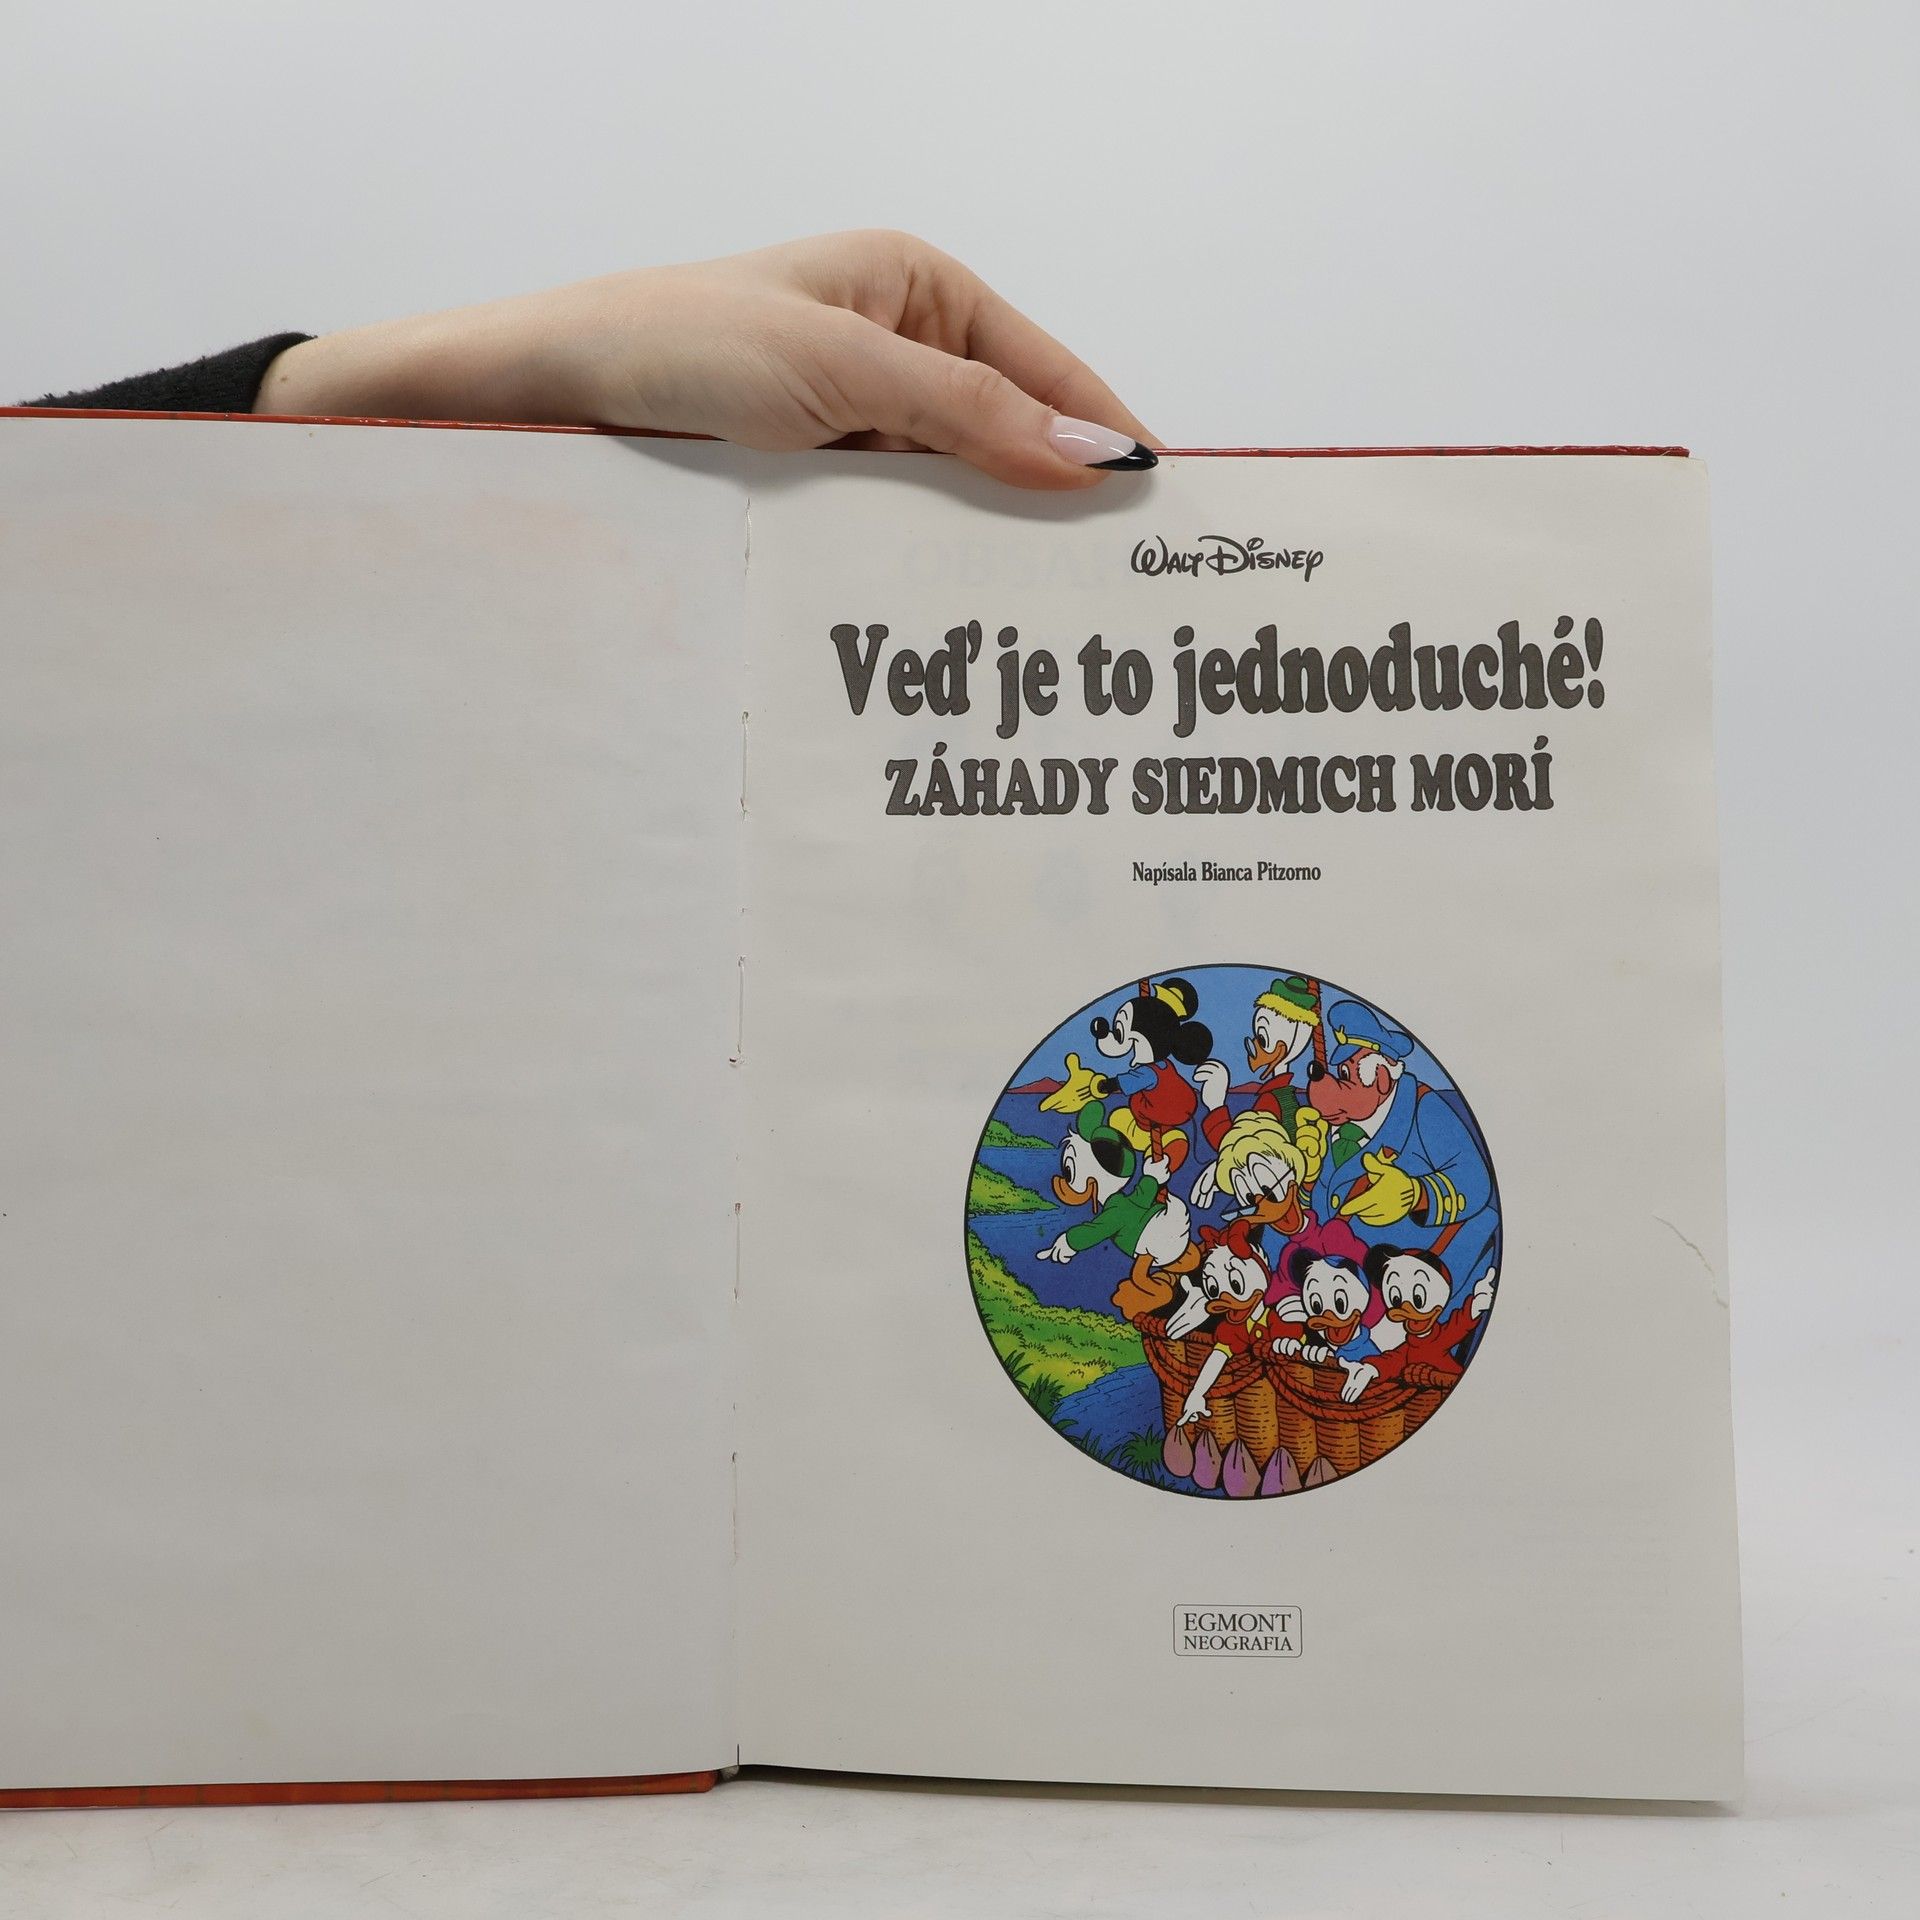 Walt Disney
Veď je to jednoduché!
ZÁHADY SIEDMICH MORÍ
Napísala Bianca Pitzorno
EGMONT
NEOGRAFIA